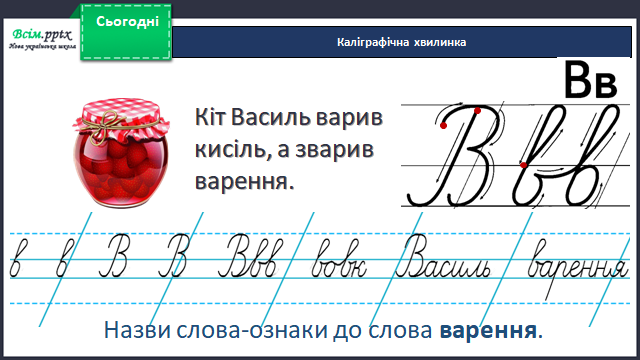 Сьогодні
Всім.pptx
Нова українська школа
Каліграфічна хвилинка
Вв
Кіт Василь варив
кисіль, а зварив
варення.
В в в
в в В В Ввв вовк Василь варення
Назви слова-ознаки до слова варення.